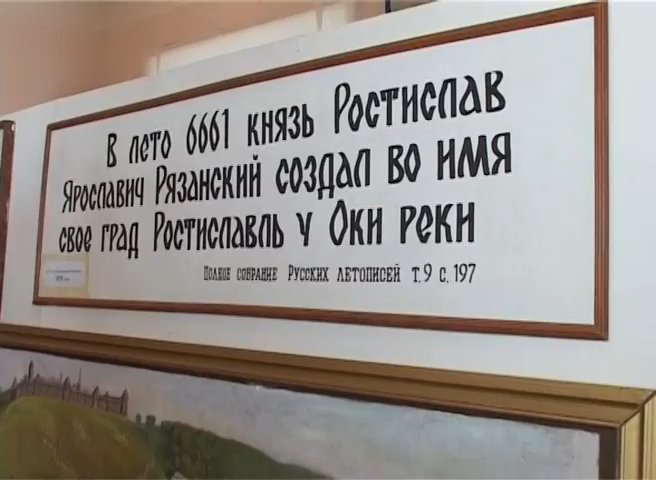 В лето 6661 князь Ростислав
Ярославич Рязанский создал во имя
свое град Ростиславль у Оки реки
Полное собрание Русских летописей т.9 с.197